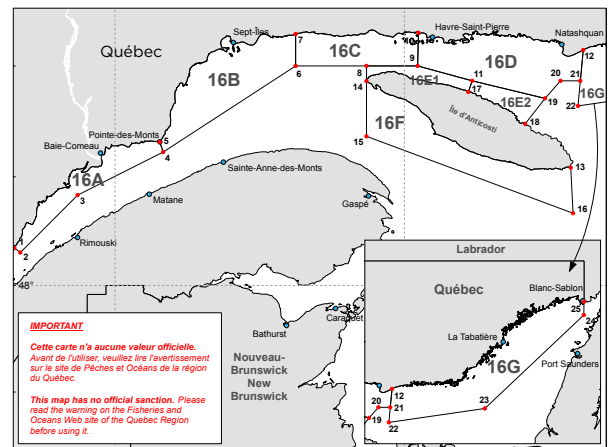 Québec
Sept-Îles
7
16C
Havre-Saint-Pierre
Natashquan
12
16B
6
8
9
16D
11
20
21
16G
14
16E1
17
16E2
19
22
18
Île d'Anticosti
Pointe-des-Monts
5
4
Baie-Comeau
16F
15
13
16A
3
Sainte-Anne-des-Monts
Matane
Gaspé
16
1
2
Rimouski
48°
Caraquet
Bathurst
Nouveau-
Brunswick
New
Brunswick
IMPORTANT
Cette carte n'a aucune valeur officielle.
Avant de l'utiliser, veuillez lire l'avertissement
sur le site de Pêches et Océans de la région
du Québec.
This map has no official sanction. Please
read the warning on the Fisheries and
Oceans Web site of the Quebec Region
before using it.
Labrador
Québec
Blanc-Sablon
25
24
La Tabatière
16G
Port Saunders
23
12
20
21
19
22